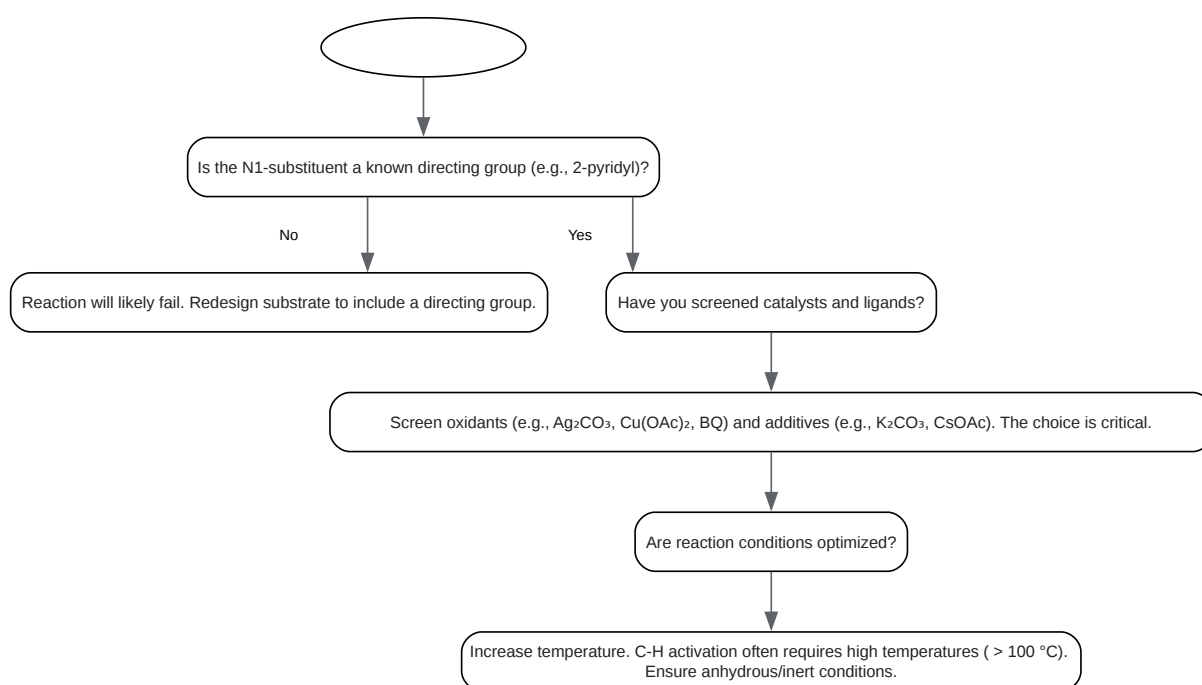 Is the N1-substituent a known directing group (e.g., 2-pyridyl)?
No
Yes
Reaction will likely fail. Redesign substrate to include a directing group.
Have you screened catalysts and ligands?
Screen oxidants (e.g., Ag₂CO₃, Cu(OAc)₂, BQ) and additives (e.g., K₂CO₃, CsOAc). The choice is critical.
Are reaction conditions optimized?
Increase temperature. C-H activation often requires high temperatures ( > 100 °C).
Ensure anhydrous/inert conditions.